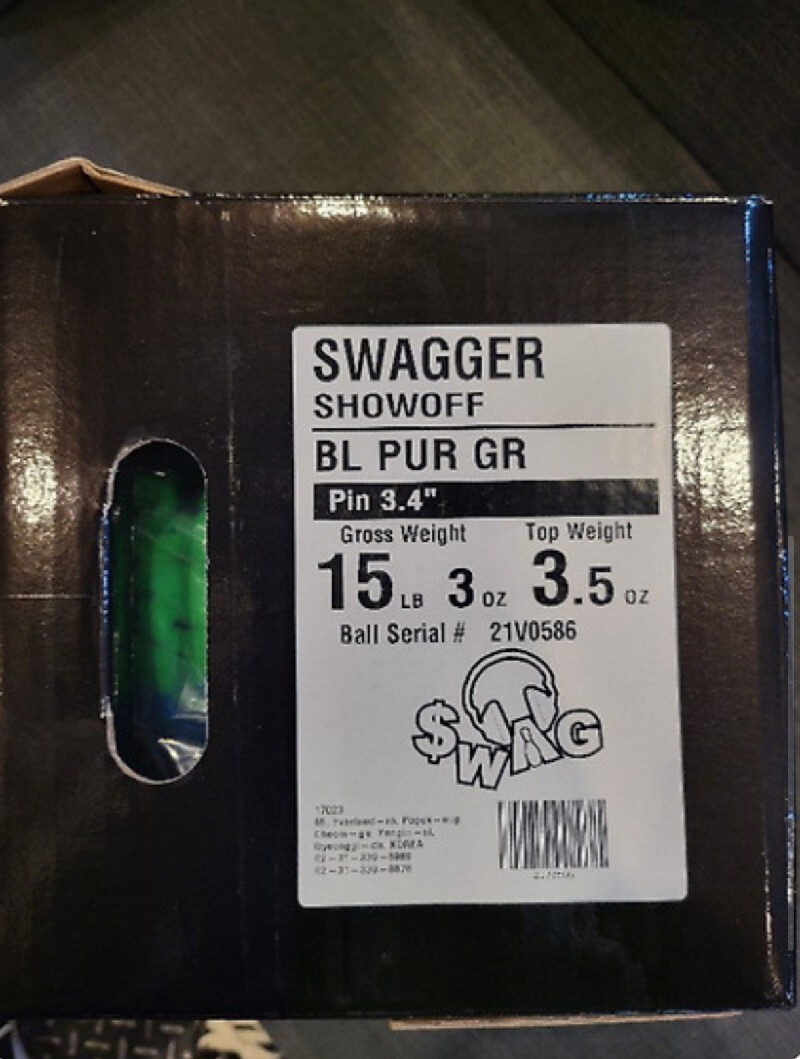 SWAGGER
SHOWOFF
BL PUR GR
Pin 3.4"
Gross Weight Top Weight
15 LB 3 oz 3.5 oz
Ball Serial # 21V0586
$WAG
17023
KOREA